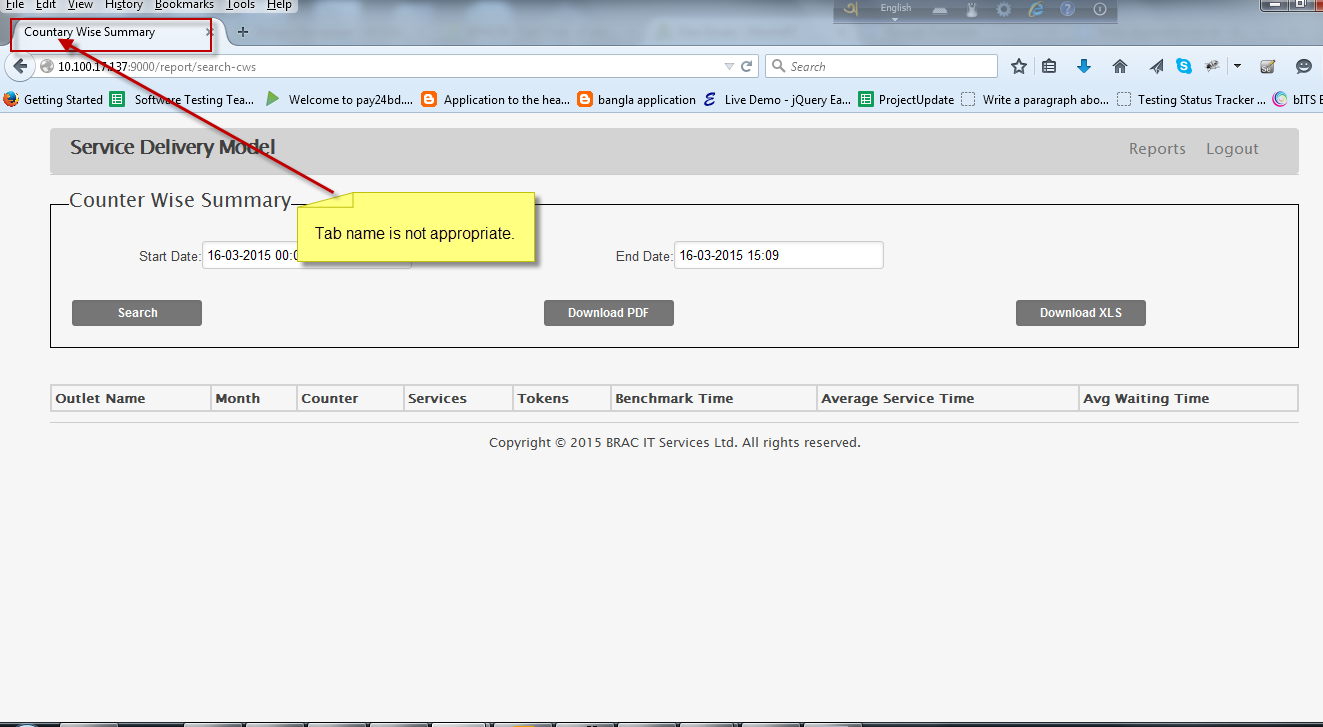 File Edit View History Bookmarks Tools Help
English
Countary Wise Summary
10.100.17.137:9000/report/search-cws
Search
Getting Started Software Testing Tea... Welcome to pay24bd.... Application to the hea... bangla application Live Demo - jQuery Ea... ProjectUpdate Write a paragraph abo... Testing Status Tracker ... bITS E
Service Delivery Model
Reports Logout
Counter Wise Summary
Tab name is not appropriate.
Start Date: 16-03-2015 00:0
End Date: 16-03-2015 15:09
Search Download PDF Download XLS
Outlet Name Month Counter Services Tokens Benchmark Time Average Service Time Avg Waiting Time
Copyright © 2015 BRAC IT Services Ltd. All rights reserved.